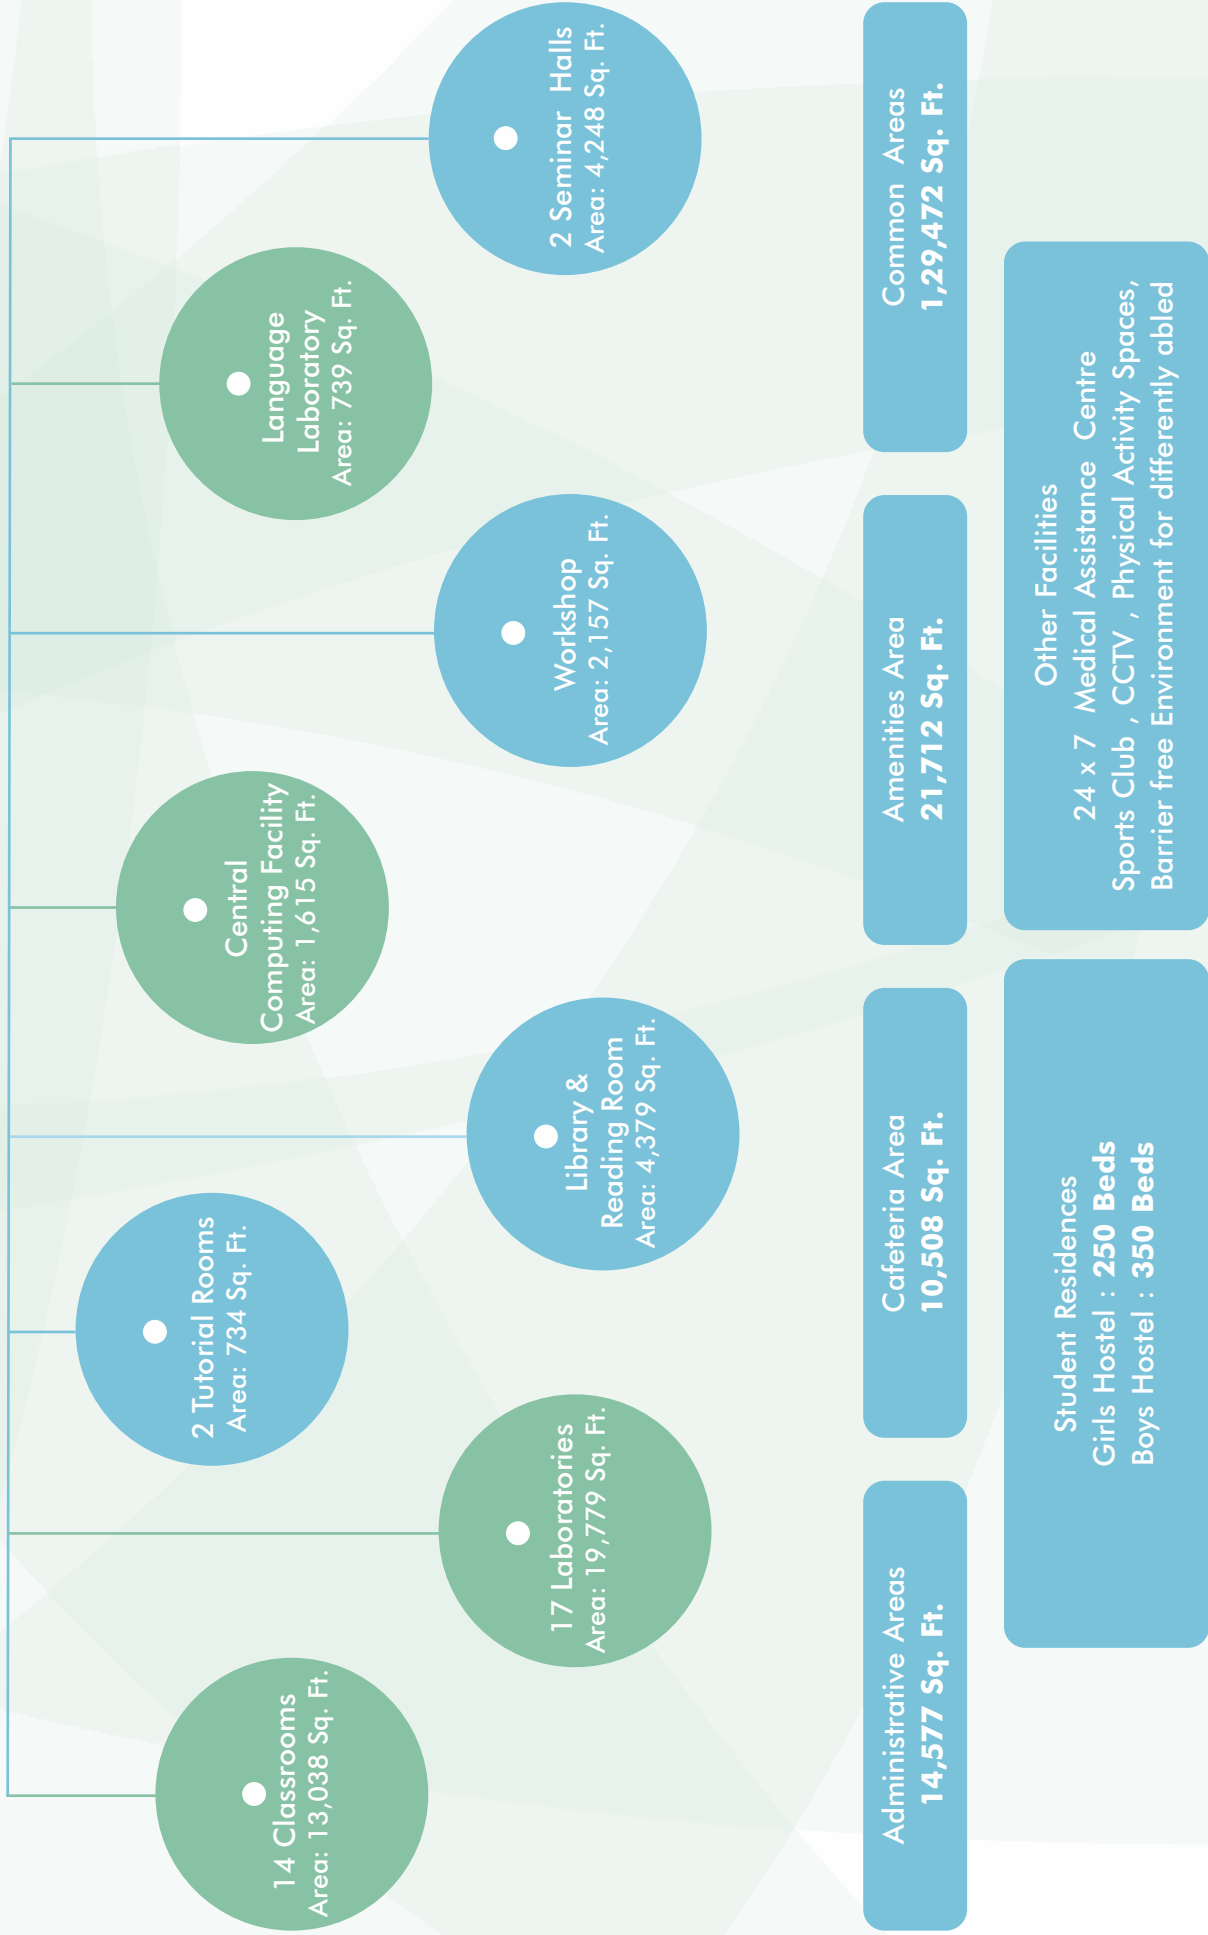 14 Classrooms
Area: 13,038 Sq. Ft.
17 Laboratories
Area: 19,779 Sq. Ft.
2 Tutorial Rooms
Area: 734 Sq. Ft.
Library &
Reading Room
Area: 4,379 Sq. Ft.
Central
Computing Facility
Area: 1,615 Sq. Ft.
Workshop
Area: 2,157 Sq. Ft.
Language
Laboratory
Area: 739 Sq. Ft.
2 Seminar Halls
Area: 4,248 Sq. Ft.
Administrative Areas
14,577 Sq. Ft.
Cafeteria Area
10,508 Sq. Ft.
Amenities Area
21,712 Sq. Ft.
Common Areas
1,29,472 Sq. Ft.
Student Residences
Girls Hostel : 250 Beds
Boys Hostel : 350 Beds
Other Facilities
24 x 7 Medical Assistance Centre
Sports Club , CCTV , Physical Activity Spaces,
Barrier free Environment for differently abled